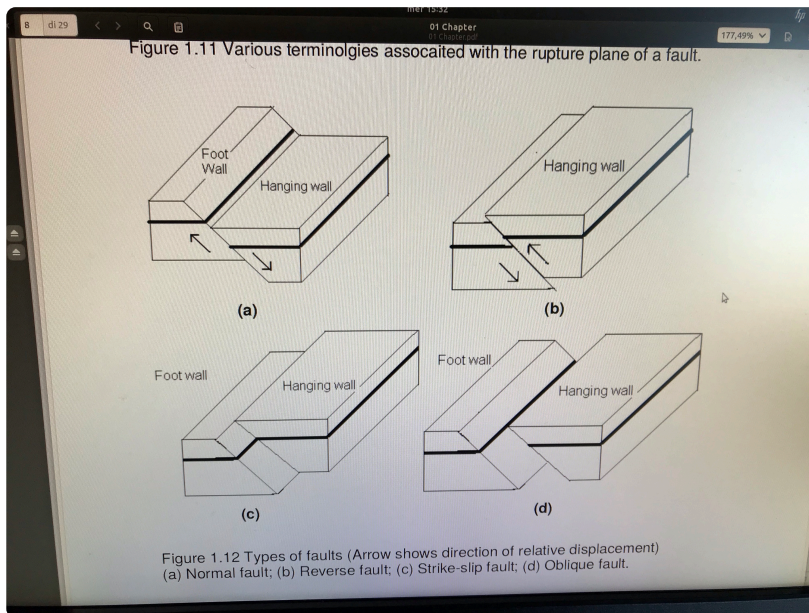 mer 15:32
8 di 29
01 Chapter
01 Chapter.pdf
177,49%
Figure 1.11 Various terminolgies assocaited with the rupture plane of a fault.
Foot
Wall
Hanging wall
Hanging wall
(a)
(b)
Foot wall
Hanging wall
Foot wall
Hanging wall
(c)
(d)
Figure 1.12 Types of faults (Arrow shows direction of relative displacement)
(a) Normal fault; (b) Reverse fault; (c) Strike-slip fault; (d) Oblique fault.